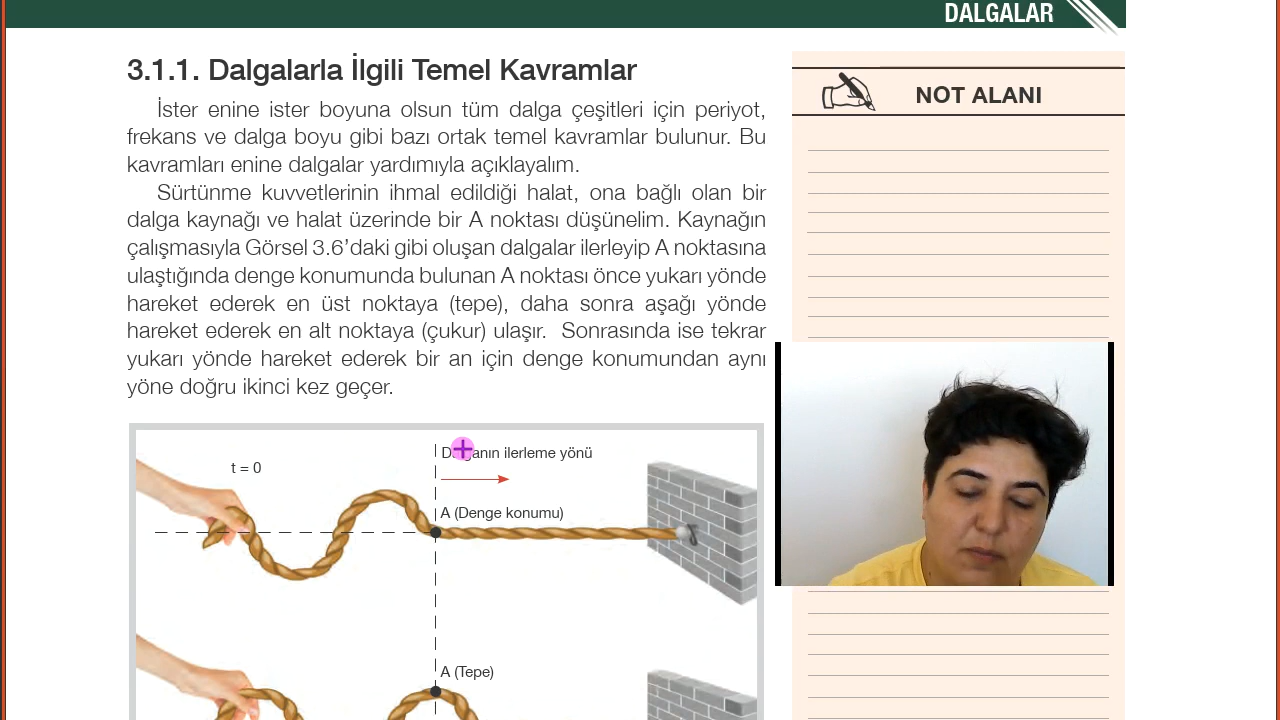 DALGALAR
3.1.1. Dalgalarla İlgili Temel Kavramlar
İster enine ister boyuna olsun tüm dalga çeşitleri için periyot,
frekans ve dalga boyu gibi bazı ortak temel kavramlar bulunur. Bu
kavramları enine dalgalar yardımıyla açıklayalım.
Sürtünme kuvvetlerinin ihmal edildiği halat, ona bağlı olan bir
dalga kaynağı ve halat üzerinde bir A noktası düşünelim. Kaynağın
çalışmasıyla Görsel 3.6’daki gibi oluşan dalgalar ilerleyip A noktasına
ulaştığında denge konumunda bulunan A noktası önce yukarı yönde
hareket ederek en üst noktaya (tepe), daha sonra aşağı yönde
hareket ederek en alt noktaya (çukur) ulaşır. Sonrasında ise tekrar
yukarı yönde hareket ederek bir an için denge konumundan aynı
yöne doğru ikinci kez geçer.
NOT ALANI
t = 0
Dalganın ilerleme yönü
A (Denge konumu)
A (Tepe)